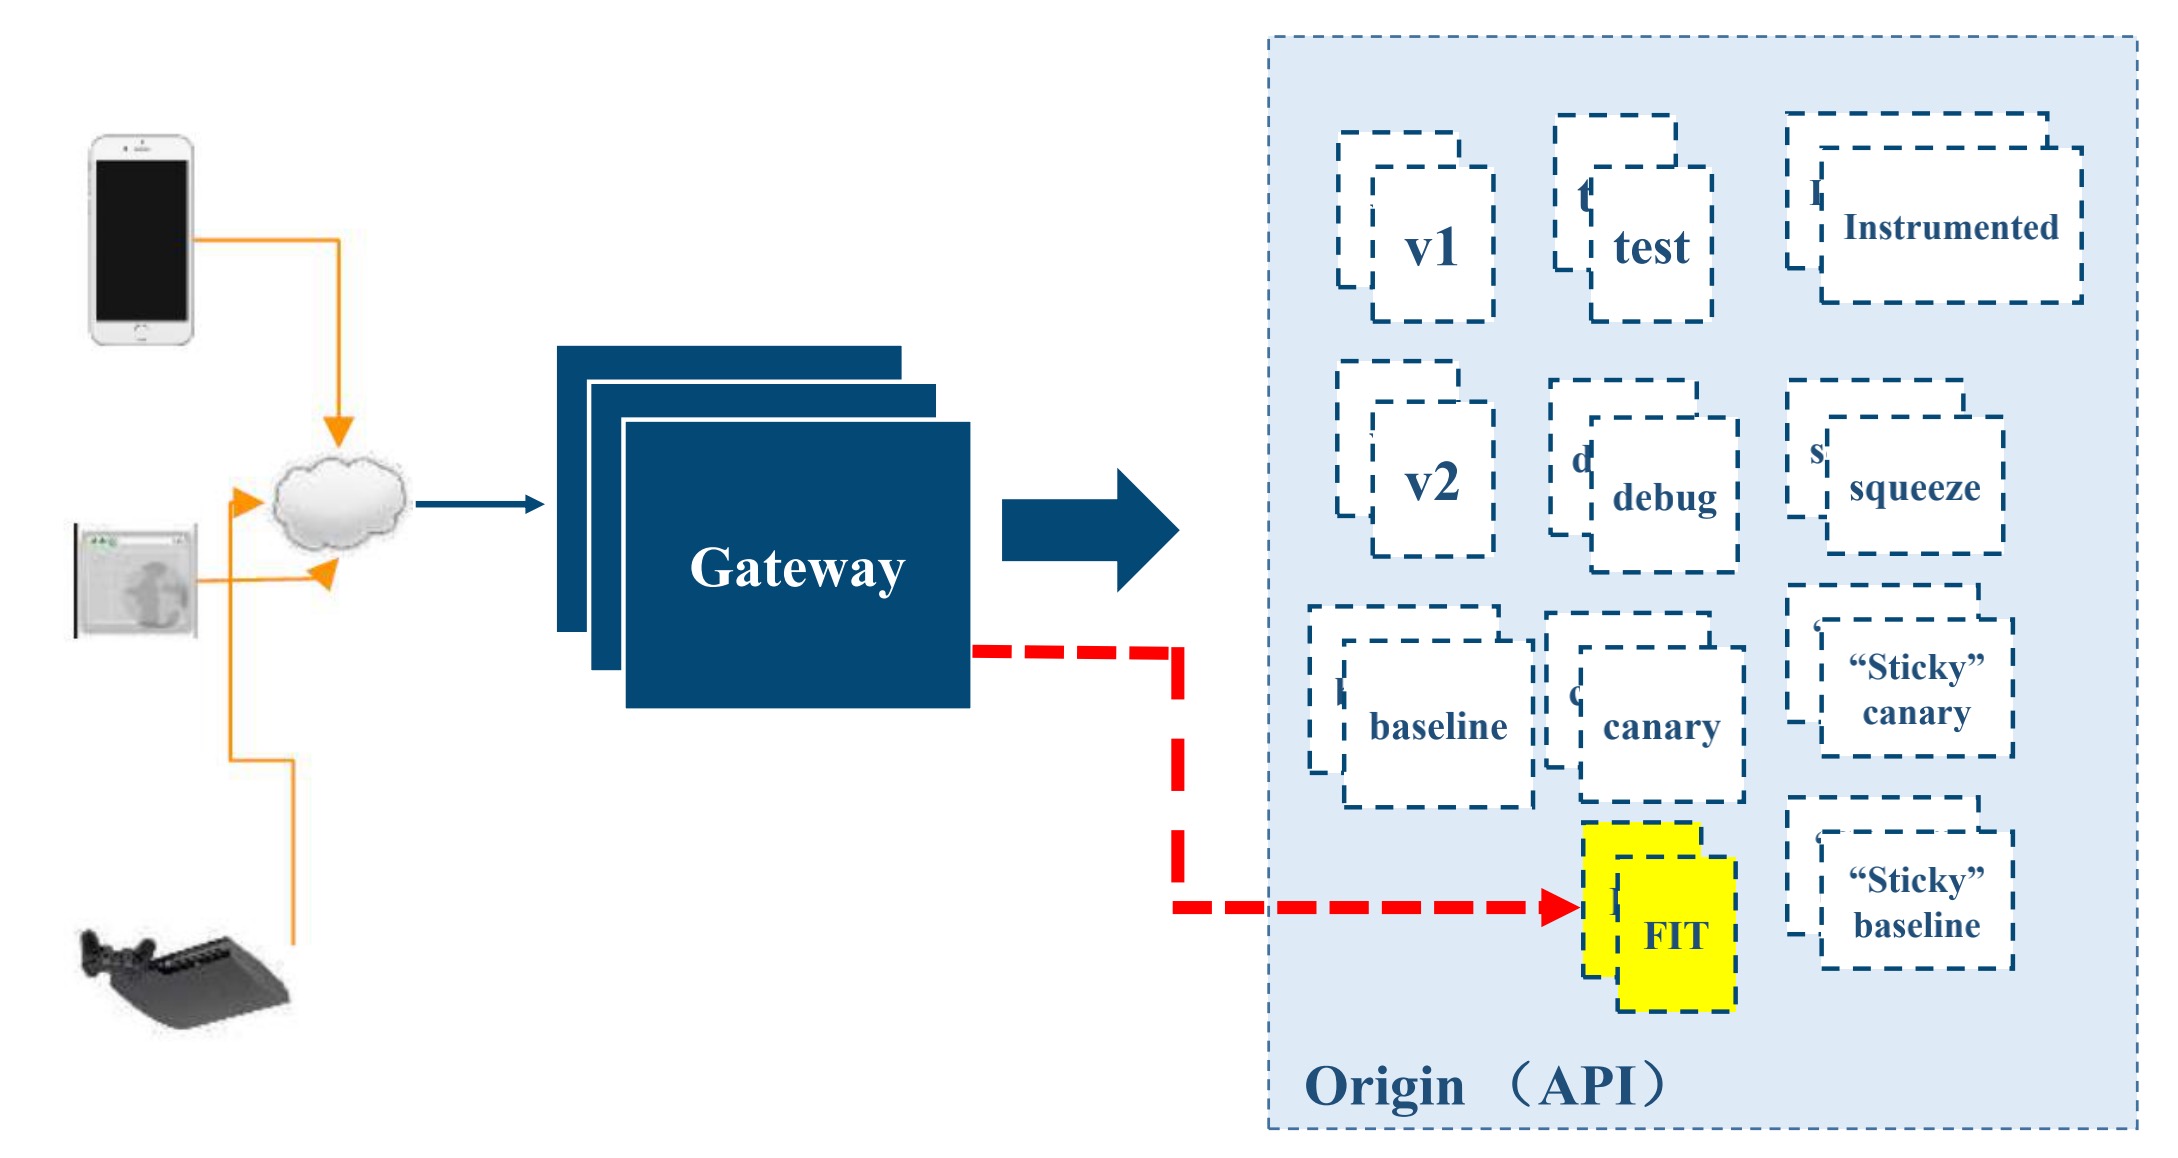 v1
test
Instrumented
v2
debug
squeeze
Gateway
baseline
canary
“Sticky”
canary
FIT
“Sticky”
baseline
Origin （API）